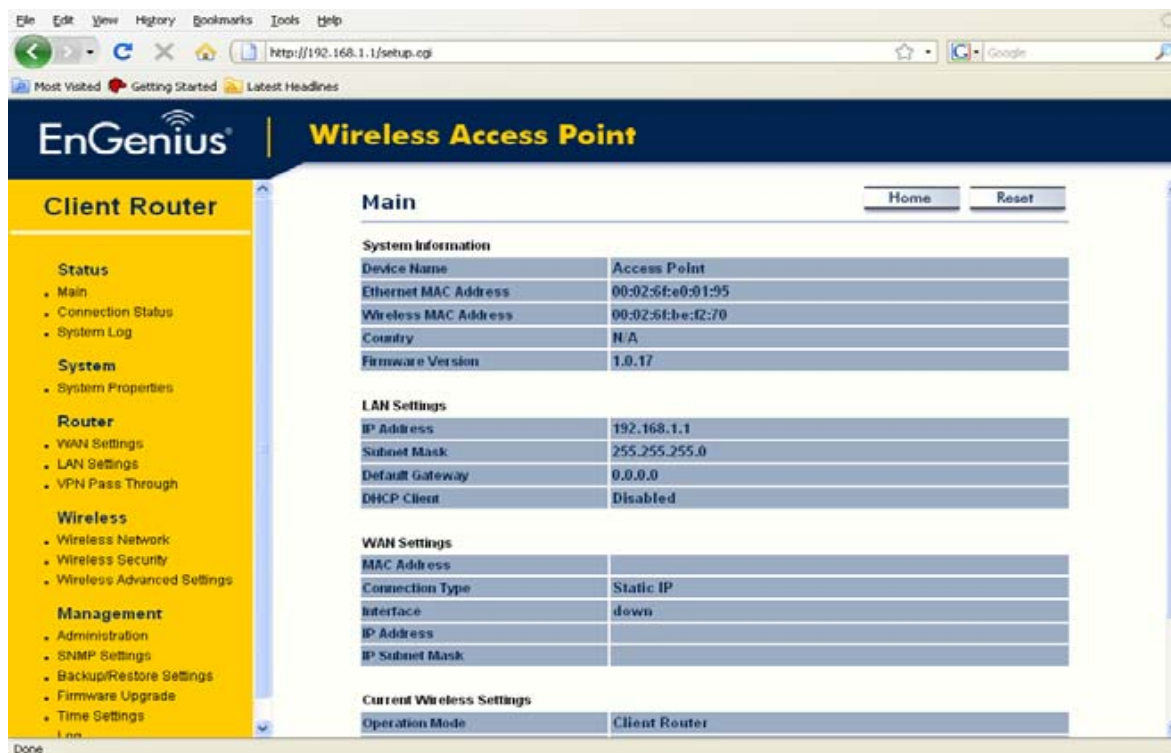 File Edit View History Bookmarks Tools Help
http://192.168.1.1/setup.cgi
Google
Most Visited Getting Started Latest Headlines
EnGenius®
Wireless Access Point
Client Router
Status
Main
Connection Status
System Log
System
System Properties
Router
WAN Settings
LAN Settings
VPN Pass Through
Wireless
Wireless Network
Wireless Security
Wireless Advanced Settings
Management
Administration
SNMP Settings
Backup/Restore Settings
Firmware Upgrade
Time Settings
Log
Main
Home Reset
System Information
Device Name Access Point
Ethernet MAC Address 00:02:6f:e0:01:95
Wireless MAC Address 00:02:6f:be:f2:70
Country N/A
Firmware Version 1.0.17
LAN Settings
IP Address 192.168.1.1
Subnet Mask 255.255.255.0
Default Gateway 0.0.0.0
DHCP Client Disabled
WAN Settings
MAC Address
Connection Type Static IP
Interface down
IP Address
IP Subnet Mask
Current Wireless Settings
Operation Mode Client Router
Done